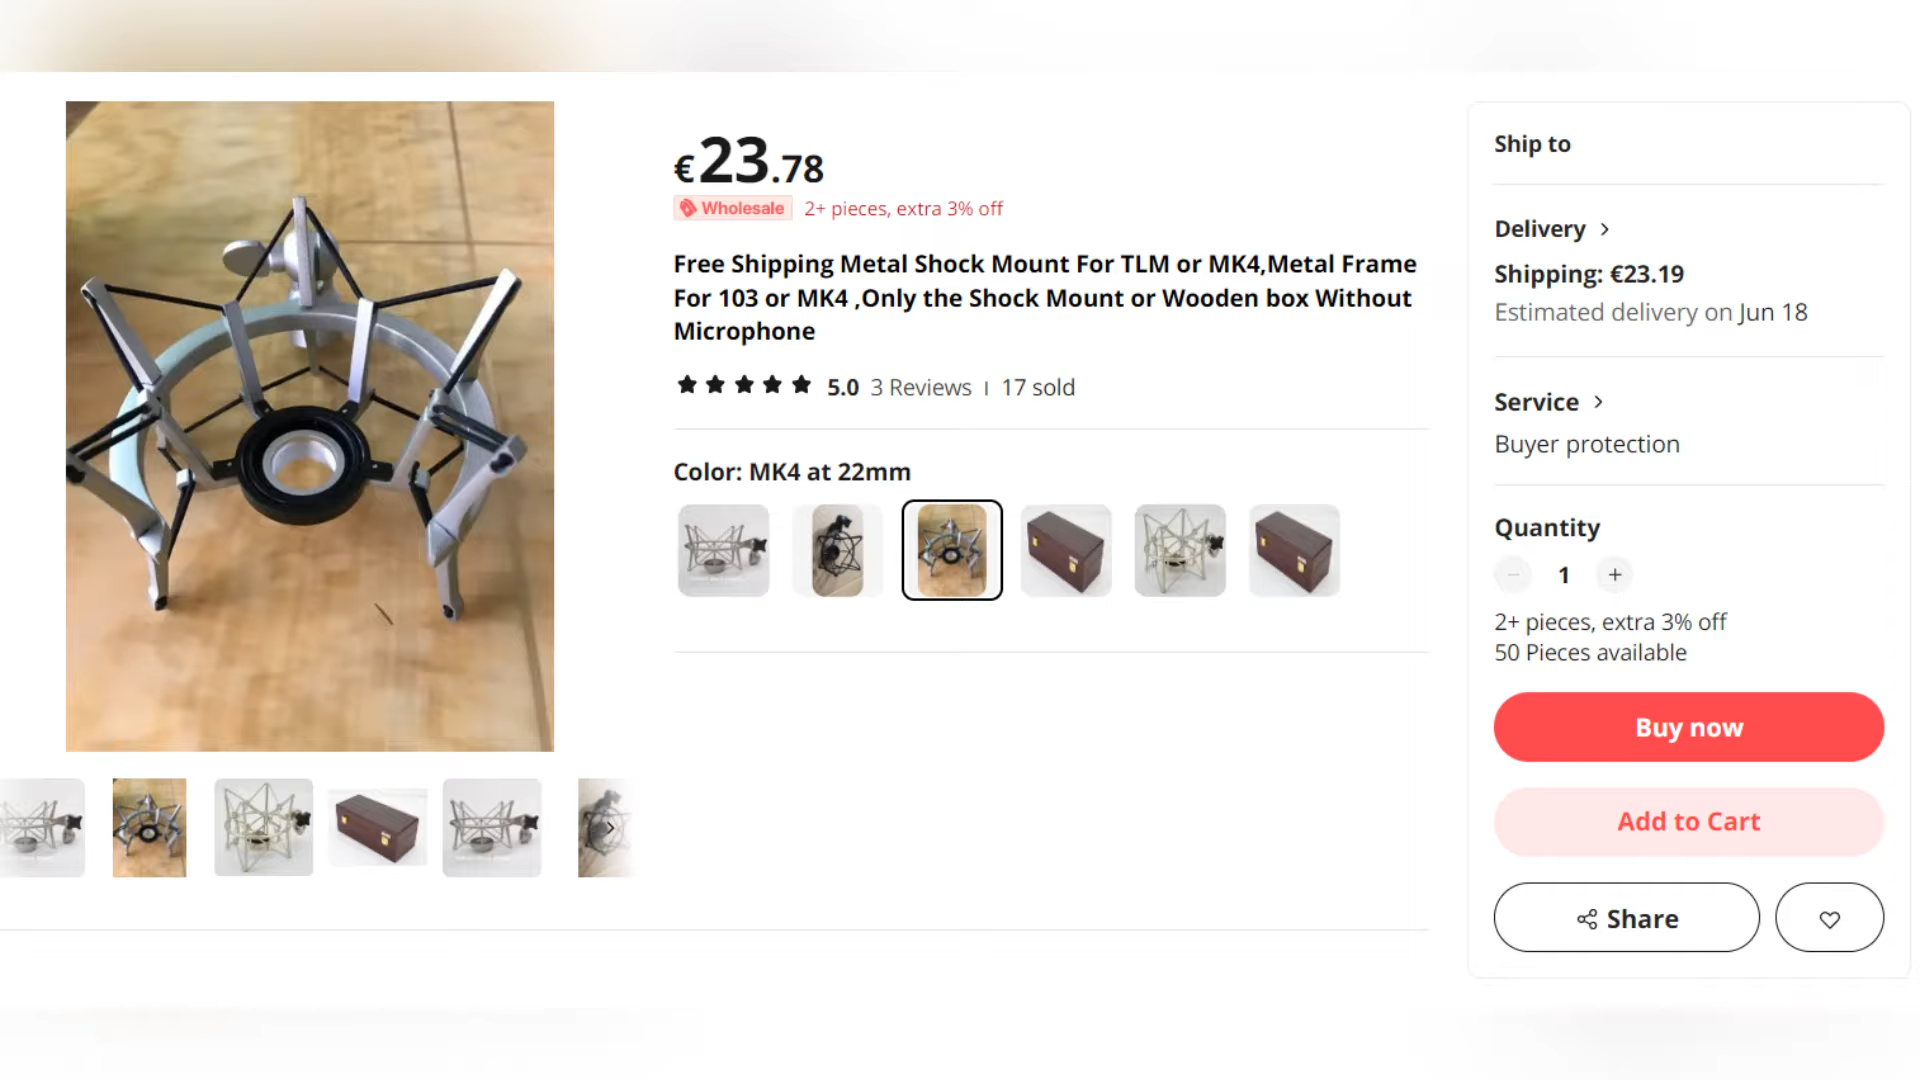 €23.78
Wholesale 2+ pieces, extra 3% off
Free Shipping Metal Shock Mount For TLM or MK4,Metal Frame
For 103 or MK4 ,Only the Shock Mount or Wooden box Without
Microphone
5.0 3 Reviews 17 sold
Color: MK4 at 22mm
Ship to
Delivery
Shipping: €23.19
Estimated delivery on Jun 18
Service
Buyer protection
Quantity
1
2+ pieces, extra 3% off
50 Pieces available
Buy now
Add to Cart
Share